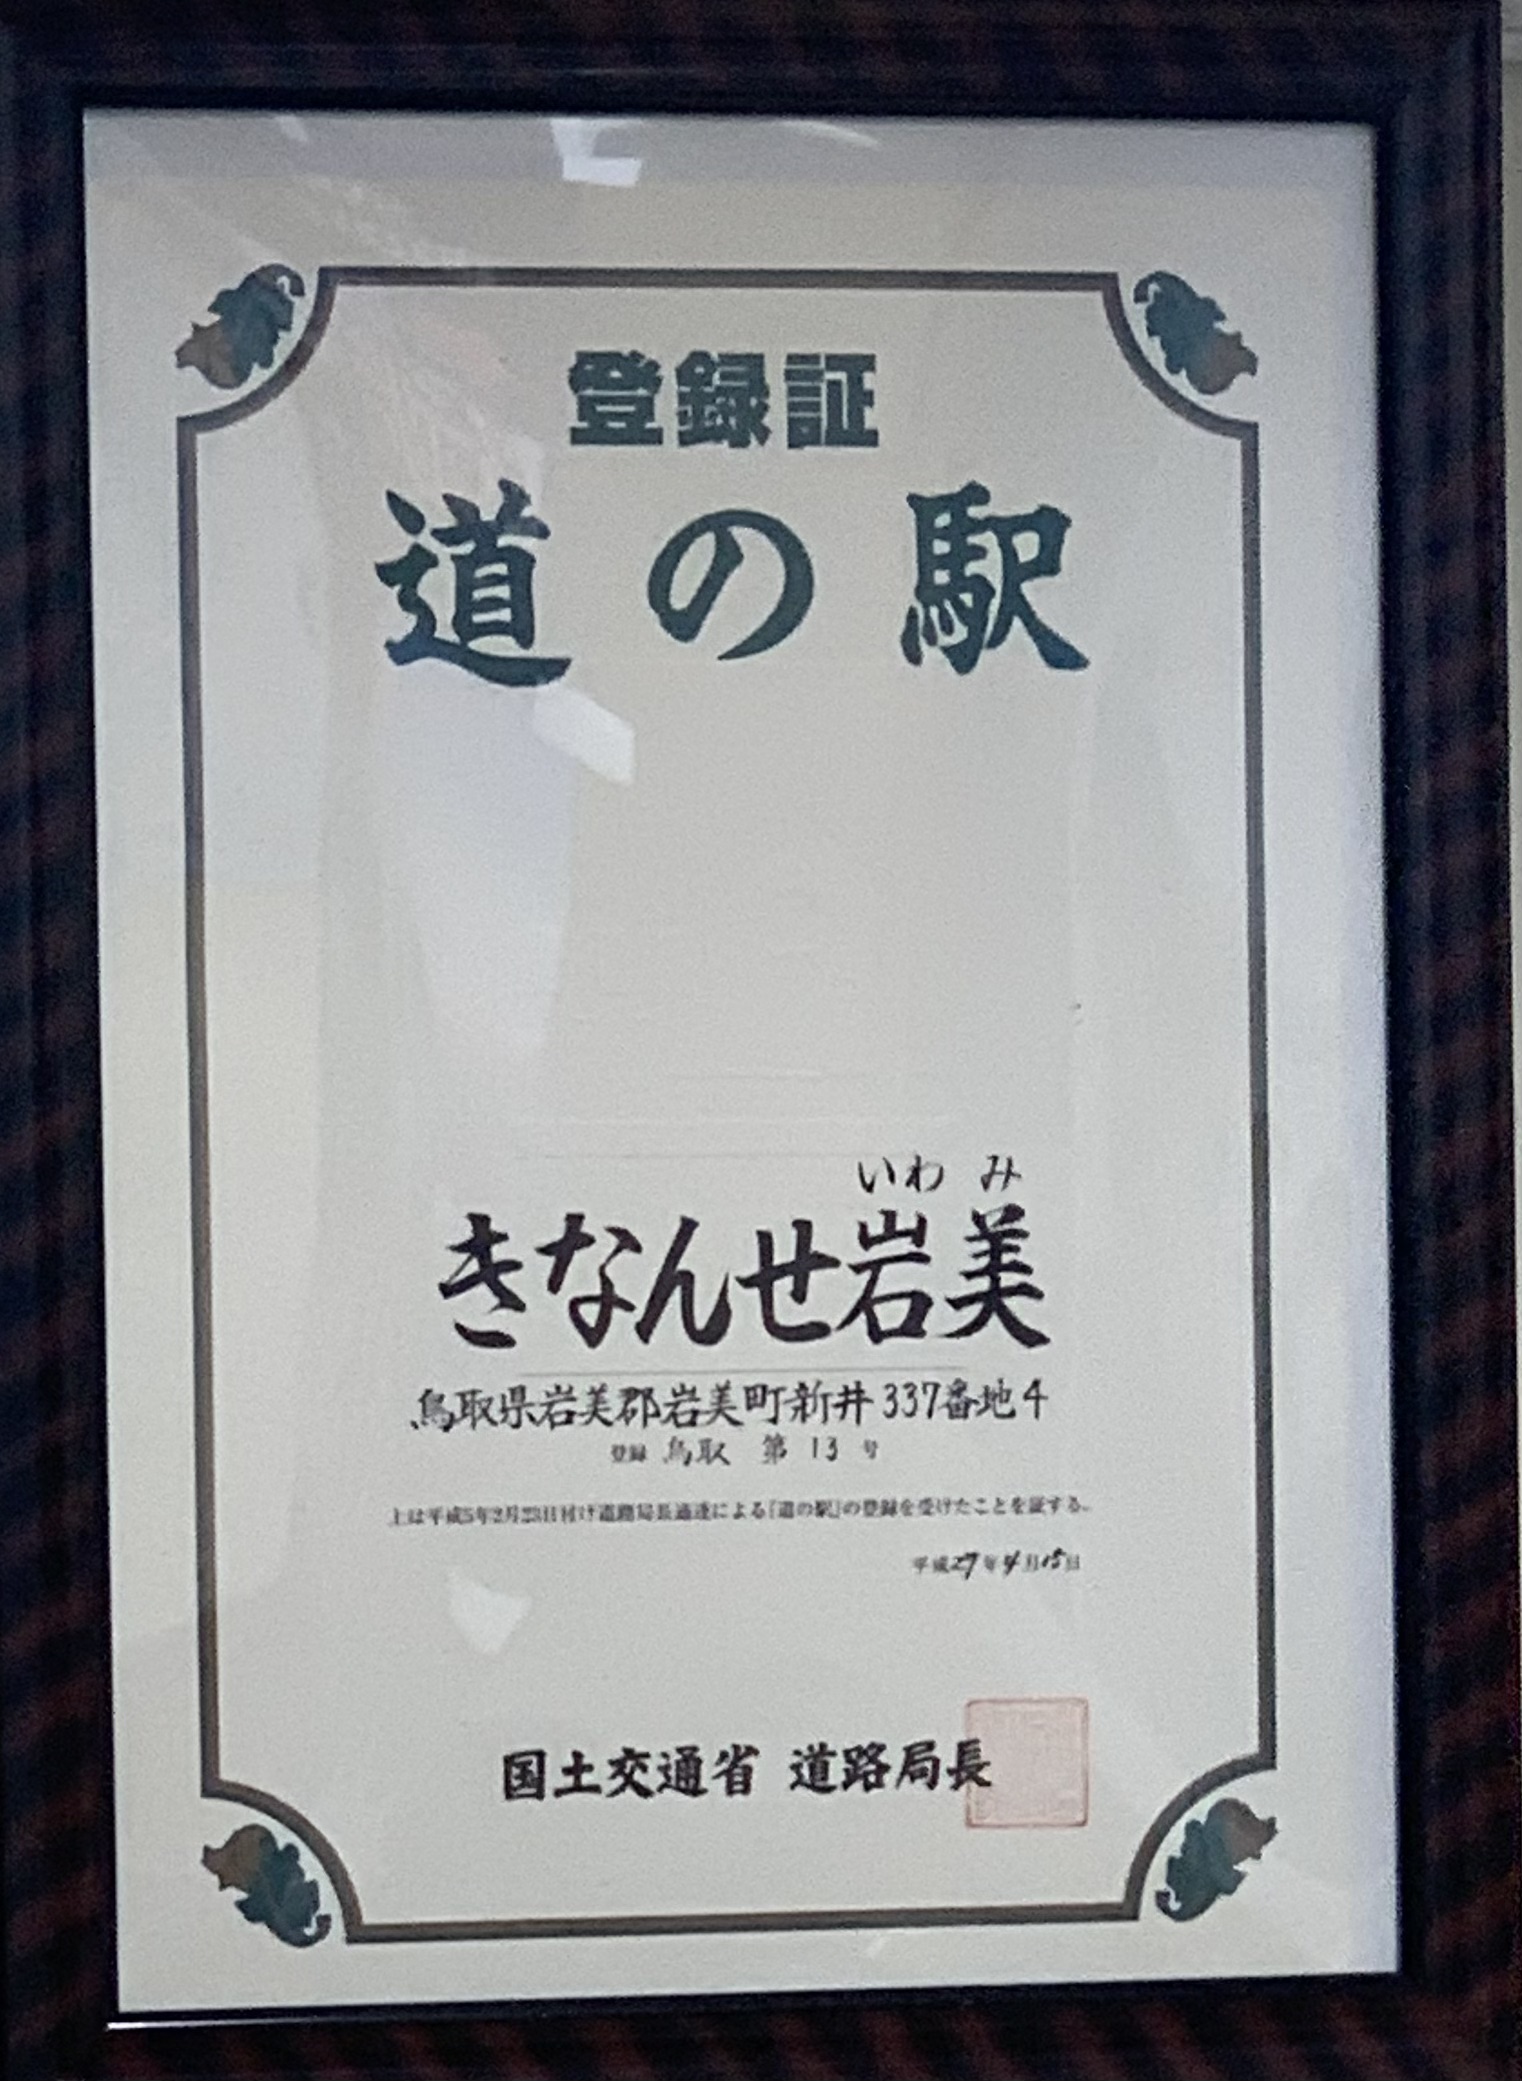 登録証
道の駅
いわみ
きなんせ岩美
鳥取県岩美郡岩美町新井337番地4
登録 鳥取 第 13 号
上は平成5年2月23日付け道路局長通達による「道の駅」の登録を受けたことを証する。
平成27年4月15日
国土交通省 道路局長